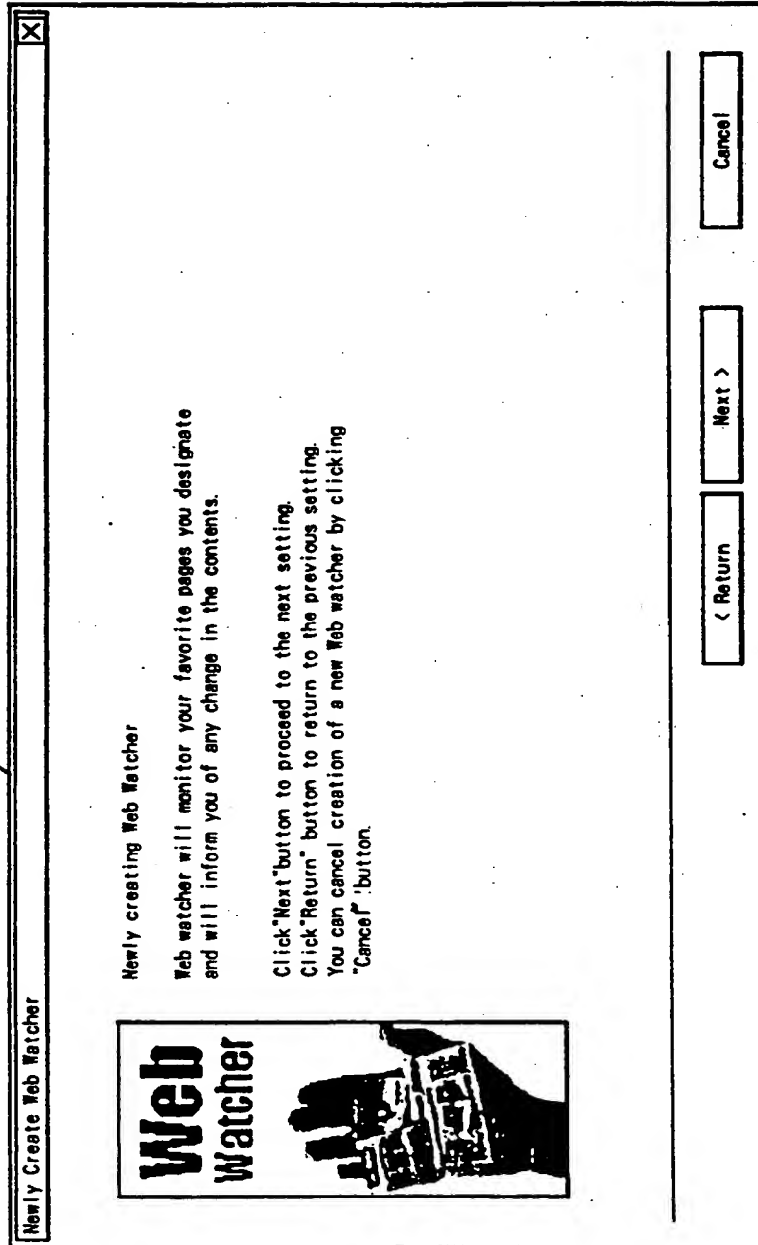 Newly Create Web Watcher
X
Web
Watcher
Newly creating Web Watcher
Web watcher will monitor your favorite pages you designate
and will inform you of any change in the contents.
Click"Next"button to proceed to the next setting.
Click"Return" button to return to the previous setting.
You can cancel creation of a new Web watcher by clicking
"Cancel" button.
< Return
Next >
Cancel